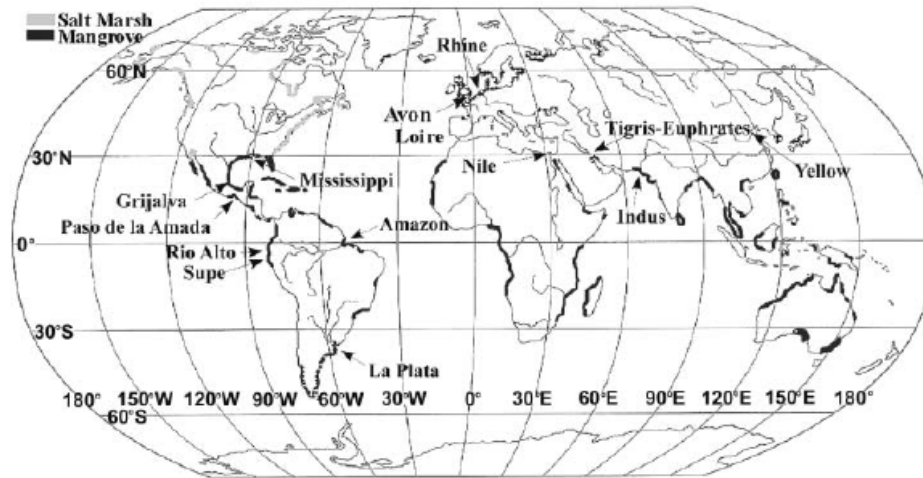 Salt Marsh
Mangrove
Rhine
60°N
Avon
Loire
Tigris-Euphrates
30°N
Nile
Yellow
Mississippi
Grijalva
Indus
Paso de la Amada
Amazon
0°
Rio Alto
Supe
30°S
La Plata
180° 120°W 90°W 60°W 30°W 0° 30°E 60°E 90°E 120°E 150°E 180°
60°S